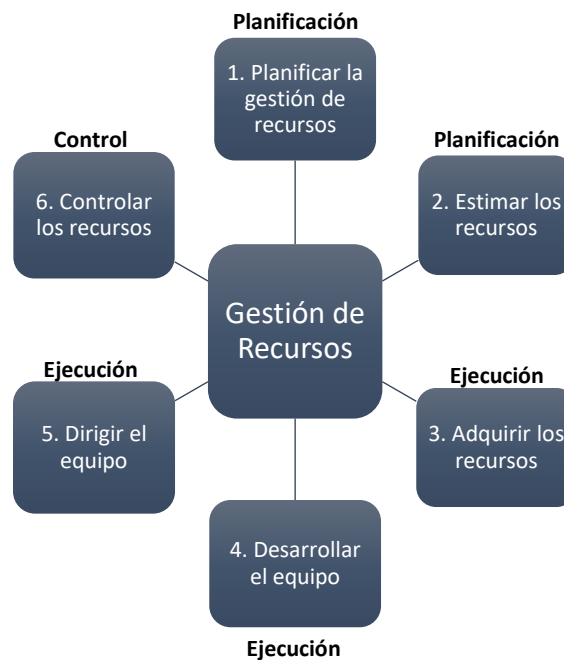 Planificación
1. Planificar la
gestión de
recursos
Planificación
2. Estimar los
recursos
Ejecución
3. Adquirir los
recursos
4. Desarrollar
el equipo
Ejecución
Ejecución
5. Dirigir el
equipo
Control
6. Controlar
los recursos
Gestión de
Recursos